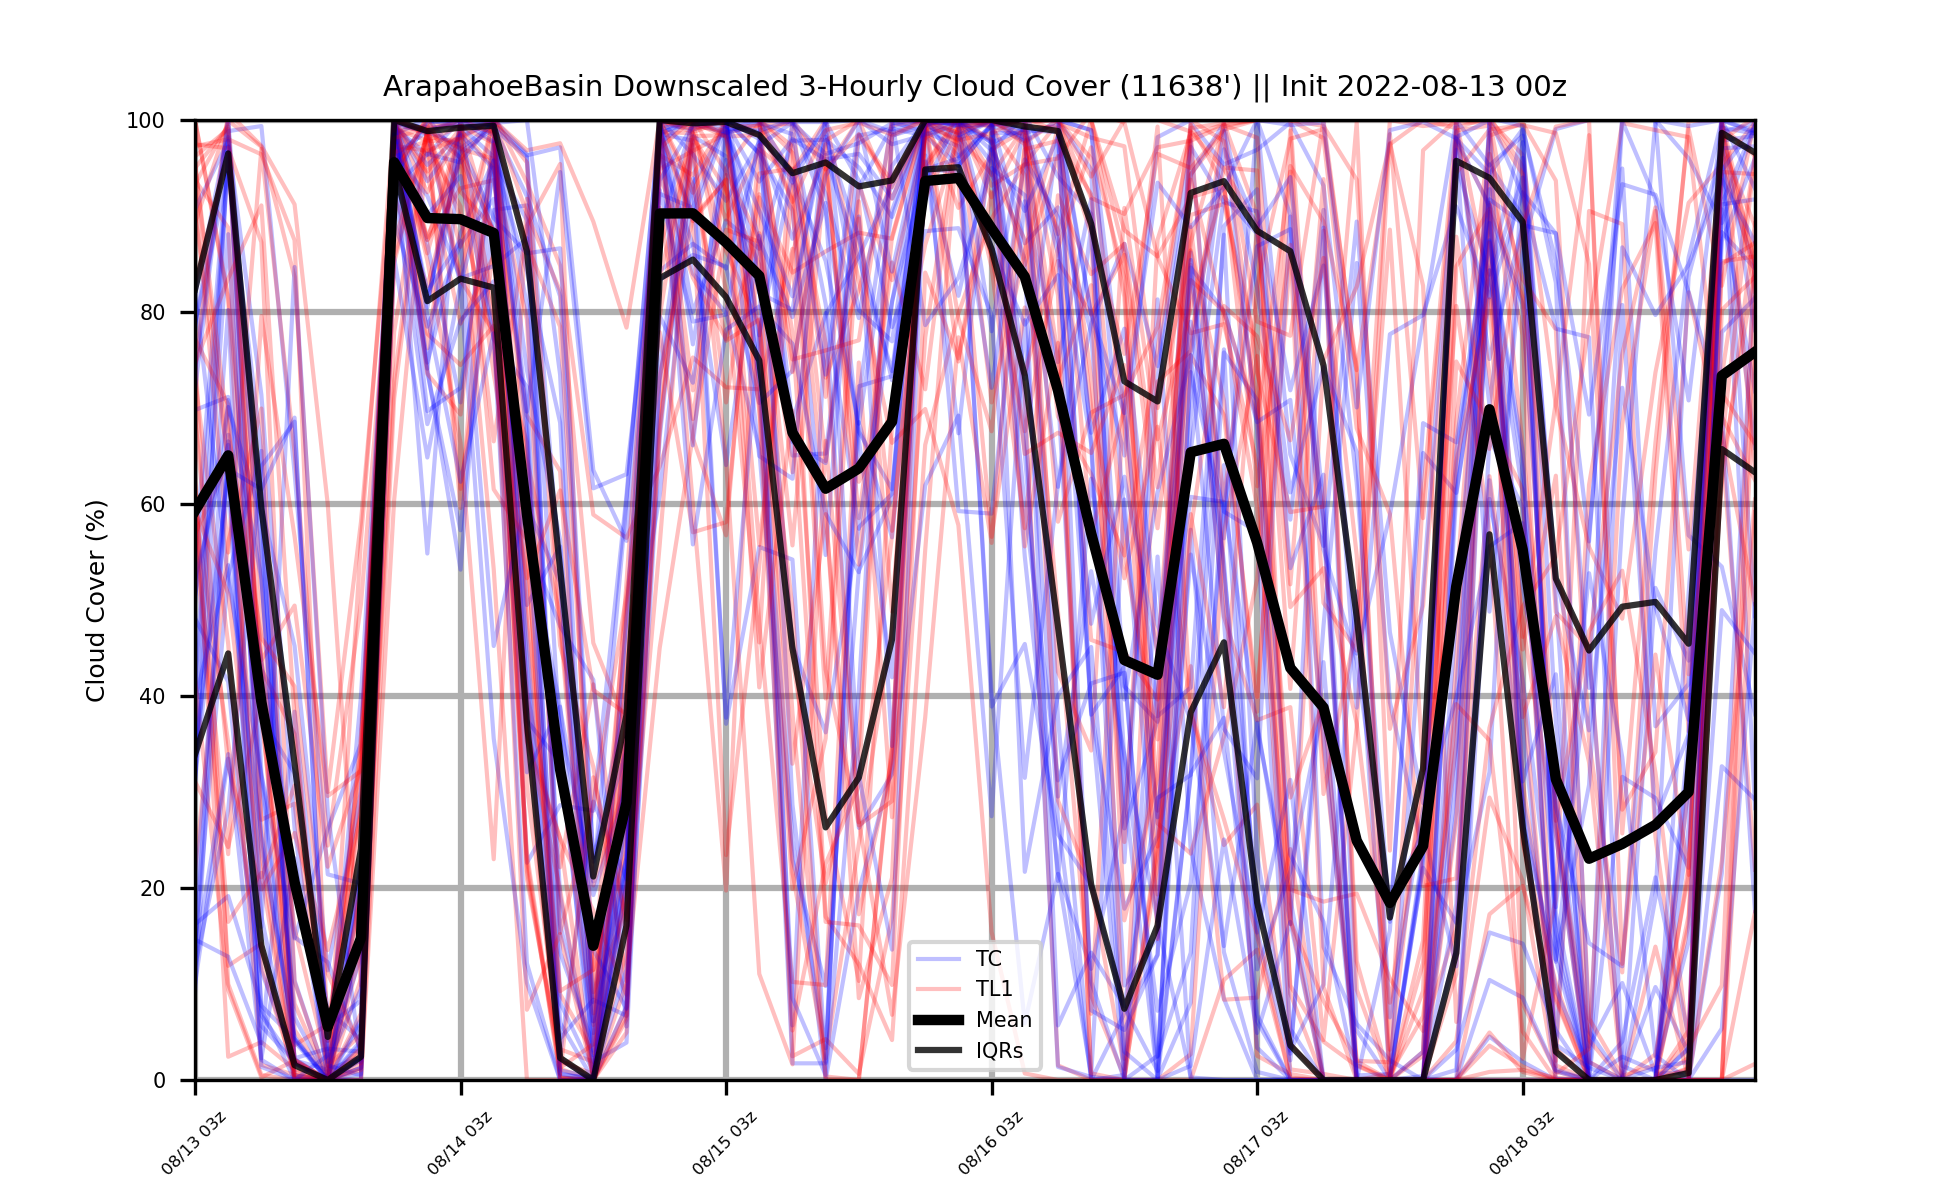 ArapahoeBasin Downscaled 3-Hourly Cloud Cover (11638') || Init 2022-08-13 00z
Cloud Cover (%)
100
80
60
40
20
0
TC
TL1
Mean
IQRs
08/13 03z
08/14 03z
08/15 03z
08/16 03z
08/17 03z
08/18 03z